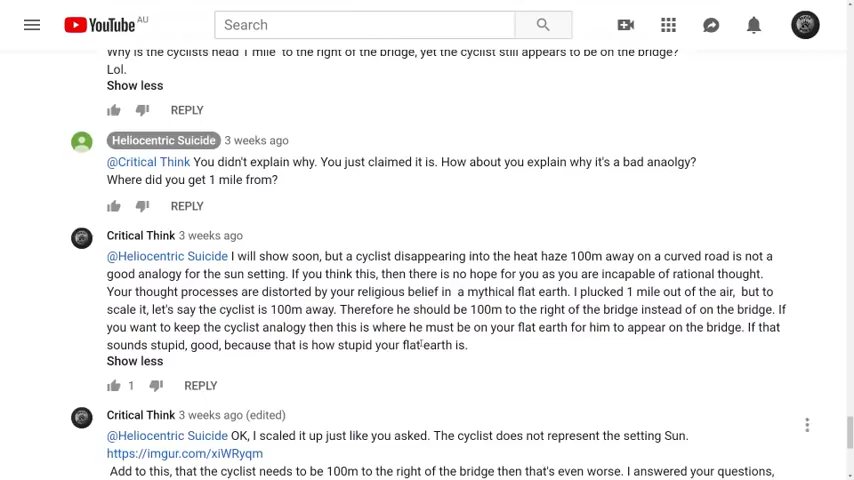 YouTube AU
Search
Why is the cyclists head 1 mile to the right of the bridge, yet the cyclist still appears to be on the bridge?
Lol.
Show less
REPLY
Heliocentric Suicide 3 weeks ago
@Critical Think You didn't explain why. You just claimed it is. How about you explain why it's a bad anaolgy?
Where did you get 1 mile from?
REPLY
Critical Think 3 weeks ago
@Heliocentric Suicide I will show soon, but a cyclist disappearing into the heat haze 100m away on a curved road is not a
good analogy for the sun setting. If you think this, then there is no hope for you as you are incapable of rational thought.
Your thought processes are distorted by your religious belief in a mythical flat earth. I plucked 1 mile out of the air, but to
scale it, let's say the cyclist is 100m away. Therefore he should be 100m to the right of the bridge instead of on the bridge. If
you want to keep the cyclist analogy then this is where he must be on your flat earth for him to appear on the bridge. If that
sounds stupid, good, because that is how stupid your flat earth is.
Show less
1 REPLY
Critical Think 3 weeks ago (edited)
@Heliocentric Suicide OK, I scaled it up just like you asked. The cyclist does not represent the setting Sun.
https://imgur.com/xiWRyqm
Add to this, that the cyclist needs to be 100m to the right of the bridge then that's even worse. I answered your questions,